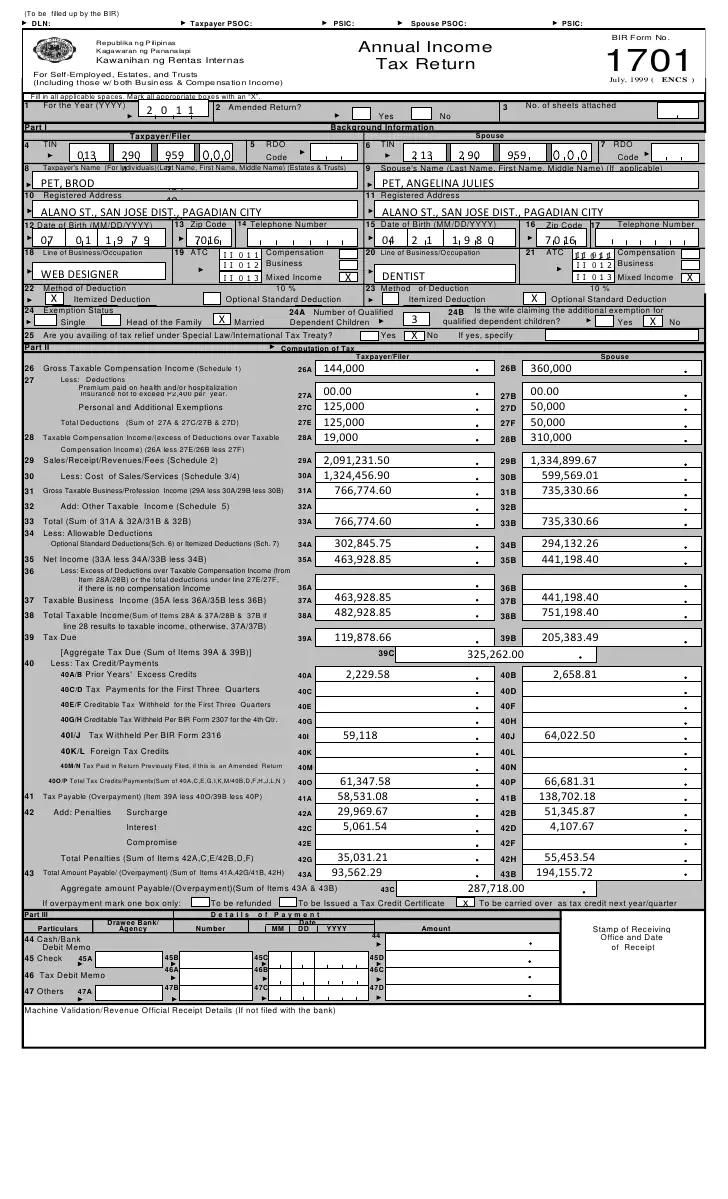 (To be filled up by the BIR)
DLN: Taxpayer PSOC: PSIC: Spouse PSOC: PSIC:
Republika ng Pilipinas
Kagawaran ng Pananalapi
Kawanihan ng Rentas Internas
For Self-Employed, Estates, and Trusts
(Including those w/ both Business & Compensation Income)
Annual Income
Tax Return
BIR Form No.
1701
July, 1999 ( ENCS )
Fill in all applicable spaces. Mark all appropriate boxes with an "X".
1 For the Year (YYYY) 2 0 1 1 2 Amended Return? Yes No 3 No. of sheets attached
Part I Background Information
Taxpayer/Filer Spouse
4 TIN 013 290 959 0,0,0 5 RDO Code 6 TIN 213 290 959 0,0,0 7 RDO Code
8 Taxpayer's Name (For Individuals)(Last Name, First Name, Middle Name) (Estates & Trusts) 9 Spouse's Name (Last Name, First Name, Middle Name) (If applicable)
PET, BROD PET, ANGELINA JULIES
10 Registered Address 11 Registered Address
ALANO ST., SAN JOSE DIST., PAGADIAN CITY ALANO ST., SAN JOSE DIST., PAGADIAN CITY
12 Date of Birth (MM/DD/YYYY) 13 Zip Code 14 Telephone Number 15 Date of Birth (MM/DD/YYYY) 16 Zip Code 17 Telephone Number
07 01 1 9 7 9 7016 04 2 1 1 9 8 0 7016
18 Line of Business/Occupation 19 ATC II 011 Compensation 20 Line of Business/Occupation 21 ATC II 011 Compensation
II 012 Business II 012 Business
WEB DESIGNER II 013 Mixed Income X DENTIST II 013 Mixed Income X
22 Method of Deduction 10 % 23 Method of Deduction 10 %
X Itemized Deduction Optional Standard Deduction Itemized Deduction X Optional Standard Deduction
24 Exemption Status 24A Number of Qualified 24B Is the wife claiming the additional exemption for
Single Head of the Family X Married Dependent Children 3 qualified dependent children? Yes X No
25 Are you availing of tax relief under Special Law/International Tax Treaty? Yes X No If yes, specify
Part II Computation of Tax
Taxpayer/Filer Spouse
26 Gross Taxable Compensation Income (Schedule 1) 26A 144,000 26B 360,000
27 Less: Deductions
Premium paid on health and/or hospitalization
insurance not to exceed P2,400 per year. 27A 00.00 27B 00.00
Personal and Additional Exemptions 27C 125,000 27D 50,000
Total Deductions (Sum of 27A & 27C/27B & 27D) 27E 125,000 27F 50,000
28 Taxable Compensation Income/(excess of Deductions over Taxable 28A 19,000 28B 310,000
Compensation Income) (26A less 27E/26B less 27F)
29 Sales/Receipt/Revenues/Fees (Schedule 2) 29A 2,091,231.50 29B 1,334,899.67
30 Less: Cost of Sales/Services (Schedule 3/4) 30A 1,324,456.90 30B 599,569.01
31 Gross Taxable Business/Profession Income (29A less 30A/29B less 30B) 31A 766,774.60 31B 735,330.66
32 Add: Other Taxable Income (Schedule 5) 32A 32B
33 Total (Sum of 31A & 32A/31B & 32B) 33A 766,774.60 33B 735,330.66
34 Less: Allowable Deductions
Optional Standard Deductions(Sch. 6) or Itemized Deductions (Sch. 7) 34A 302,845.75 34B 294,132.26
35 Net Income (33A less 34A/33B less 34B) 35A 463,928.85 35B 441,198.40
36 Less: Excess of Deductions over Taxable Compensation Income (from
Item 28A/28B) or the total deductions under line 27E/27F,
if there is no compensation income 36A 36B
37 Taxable Business Income (35A less 36A/35B less 36B) 37A 463,928.85 37B 441,198.40
38 Total Taxable Income(Sum of Items 28A & 37A/28B & 37B if 38A 482,928.85 38B 751,198.40
line 28 results to taxable income, otherwise, 37A/37B)
39 Tax Due 39A 119,878.66 39B 205,383.49
[Aggregate Tax Due (Sum of Items 39A & 39B)] 39C 325,262.00
40 Less: Tax Credit/Payments
40A/B Prior Years' Excess Credits 40A 2,229.58 40B 2,658.81
40C/D Tax Payments for the First Three Quarters 40C 40D
40E/F Creditable Tax Withheld for the First Three Quarters 40E 40F
40G/H Creditable Tax Withheld Per BIR Form 2307 for the 4th Qtr. 40G 40H
40I/J Tax Withheld Per BIR Form 2316 40I 59,118 40J 64,022.50
40K/L Foreign Tax Credits 40K 40L
40M/N Tax Paid in Return Previously Filed, if this is an Amended Return 40M 40N
40O/P Total Tax Credits/Payments(Sum of 40A,C,E,G,I,K,M/40B,D,F,H,J,L,N ) 40O 61,347.58 40P 66,681.31
41 Tax Payable (Overpayment) (Item 39A less 40O/39B less 40P) 41A 58,531.08 41B 138,702.18
42 Add: Penalties Surcharge 42A 29,969.67 42B 51,345.87
Interest 42C 5,061.54 42D 4,107.67
Compromise 42E 42F
Total Penalties (Sum of Items 42A,C,E/42B,D,F) 42G 35,031.21 42H 55,453.54
43 Total Amount Payable/ (Overpayment) (Sum of Items 41A,42G/41B, 42H) 43A 93,562.29 43B 194,155.72
Aggregate amount Payable/(Overpayment)(Sum of Items 43A & 43B) 43C 287,718.00
If overpayment mark one box only: To be refunded To be Issued a Tax Credit Certificate X To be carried over as tax credit next year/quarter
Part III Details of Payment
Particulars Drawee Bank/ Agency Number Date MM DD YYYY Amount Stamp of Receiving
Office and Date
of Receipt
44 Cash/Bank 44
Debit Memo
45 Check 45A 45B 45C 45D
46 Tax Debit Memo 46A 46B 46C
47 Others 47A 47B 47C 47D
Machine Validation/Revenue Official Receipt Details (If not filed with the bank)